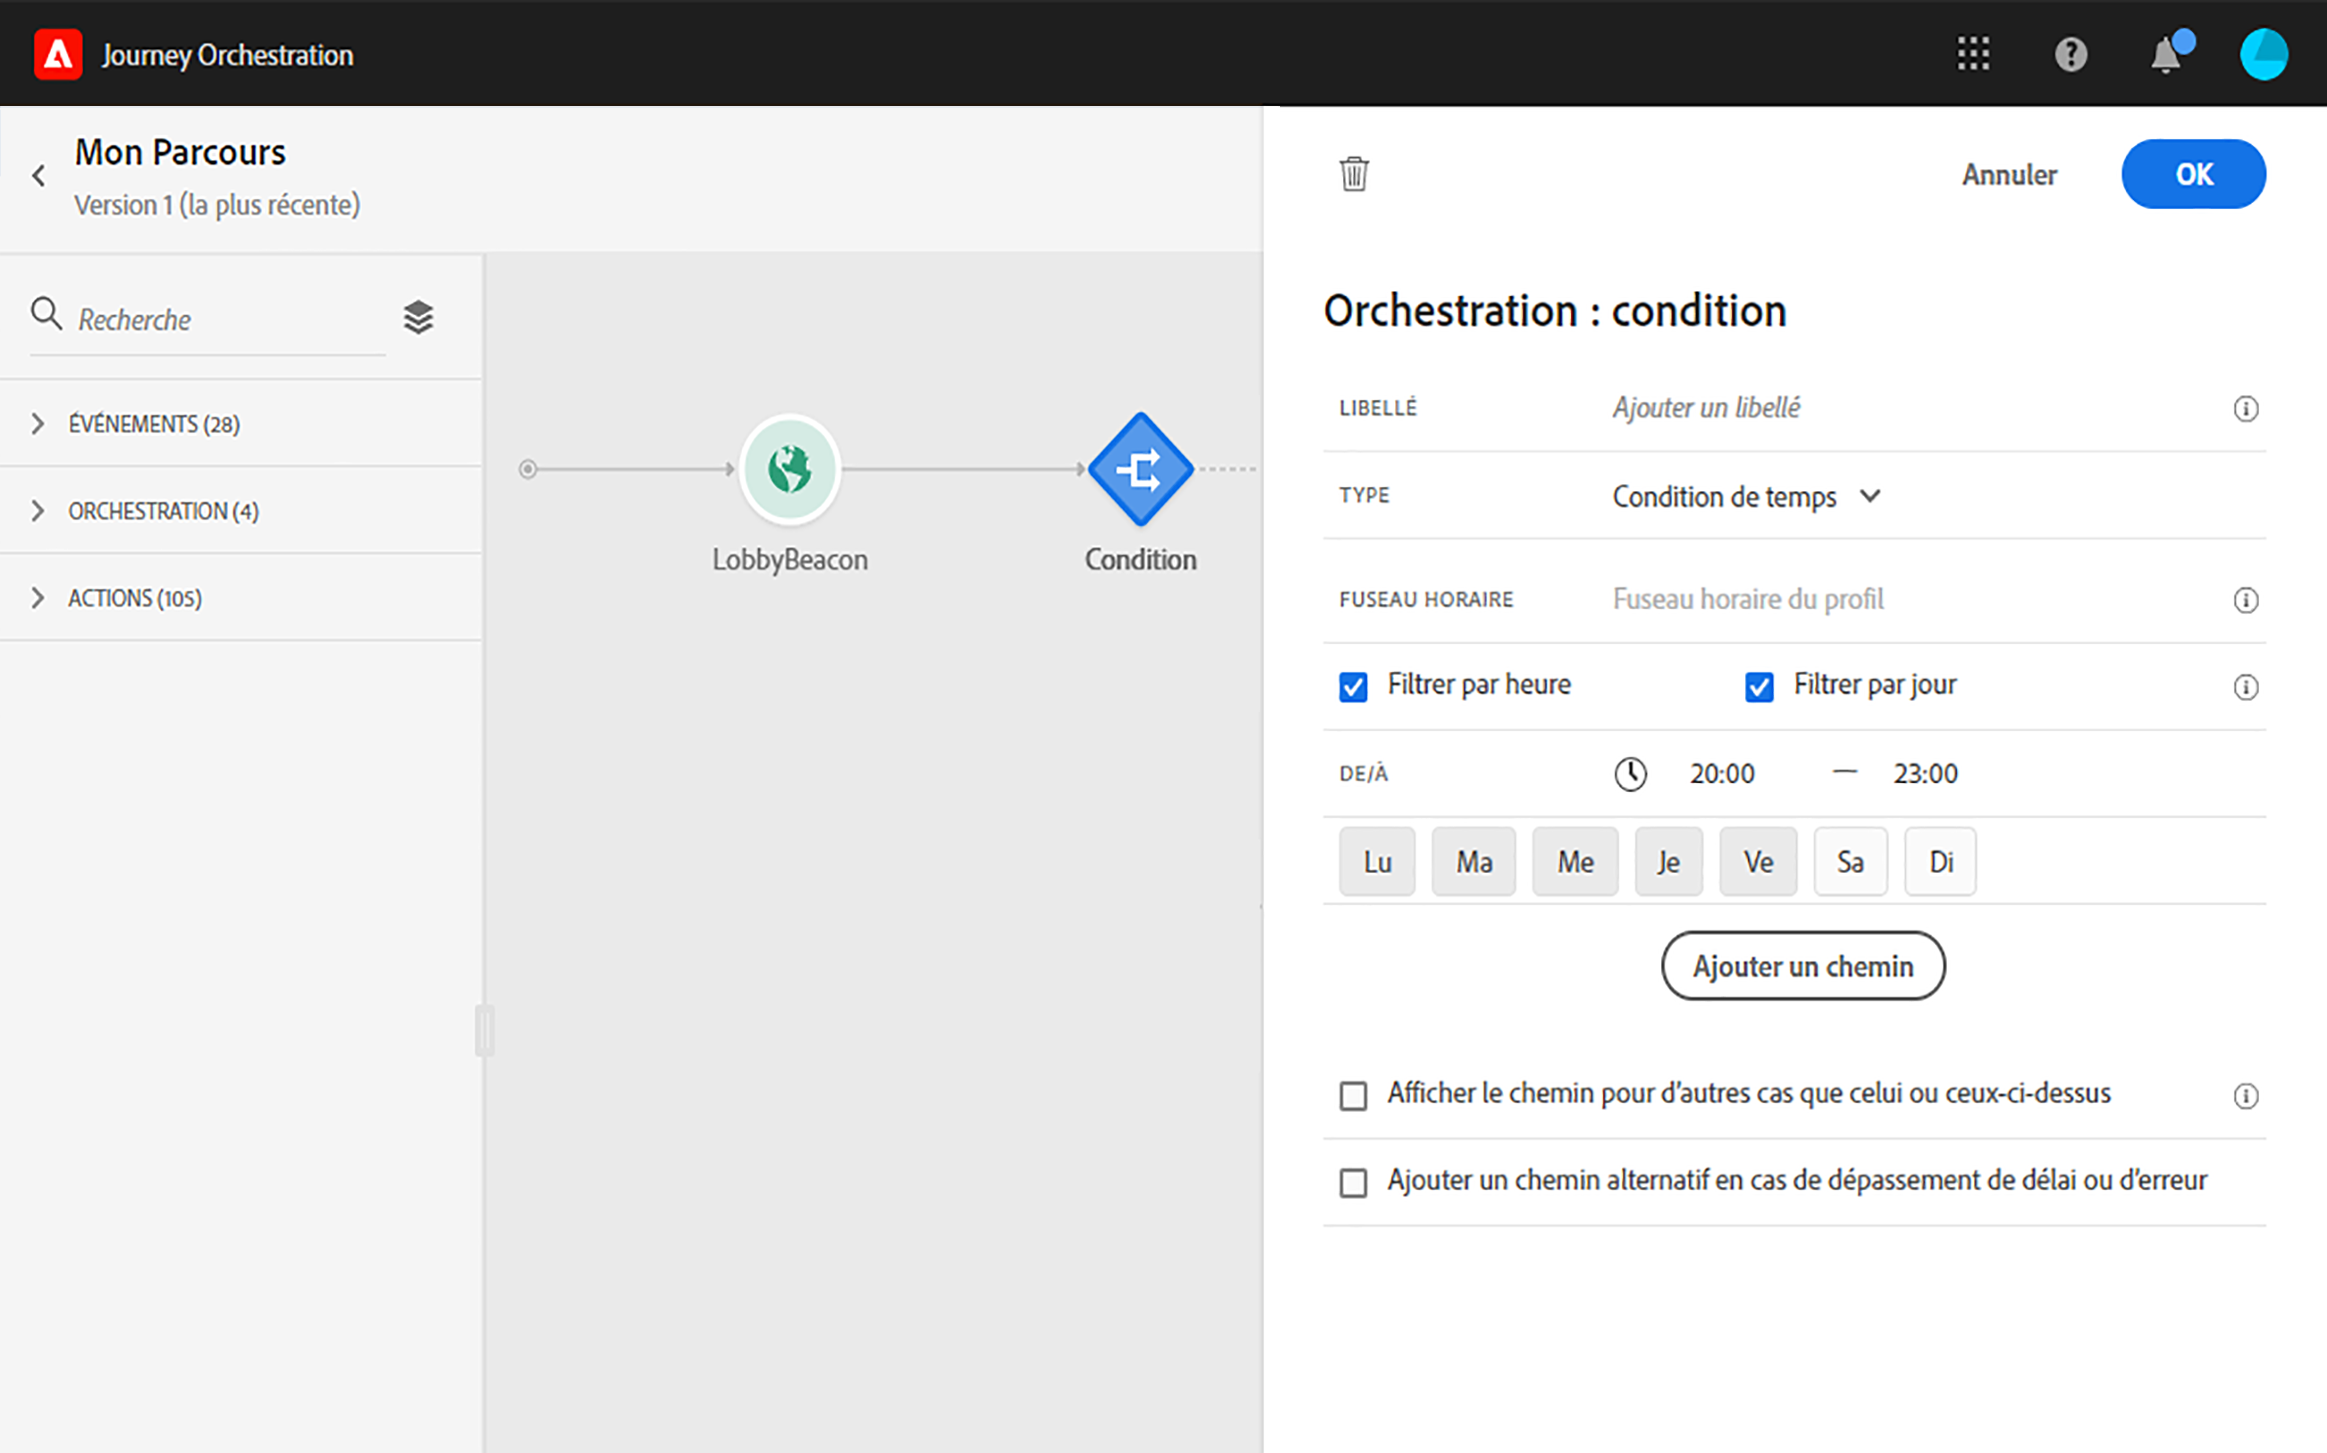 Journey Orchestration
Mon Parcours
Version 1 (la plus récente)
Annuler
OK
Recherche
ÉVÉNEMENTS (28)
ORCHESTRATION (4)
ACTIONS (105)
LobbyBeacon
Condition
Orchestration : condition
LIBELLÉ
Ajouter un libellé
TYPE
Condition de temps
FUSEAU HORAIRE
Fuseau horaire du profil
Filtrer par heure
Filtrer par jour
DE/À
20:00 — 23:00
Lu Ma Me Je Ve Sa Di
Ajouter un chemin
Afficher le chemin pour d'autres cas que celui ou ceux-ci-dessus
Ajouter un chemin alternatif en cas de dépassement de délai ou d'erreur